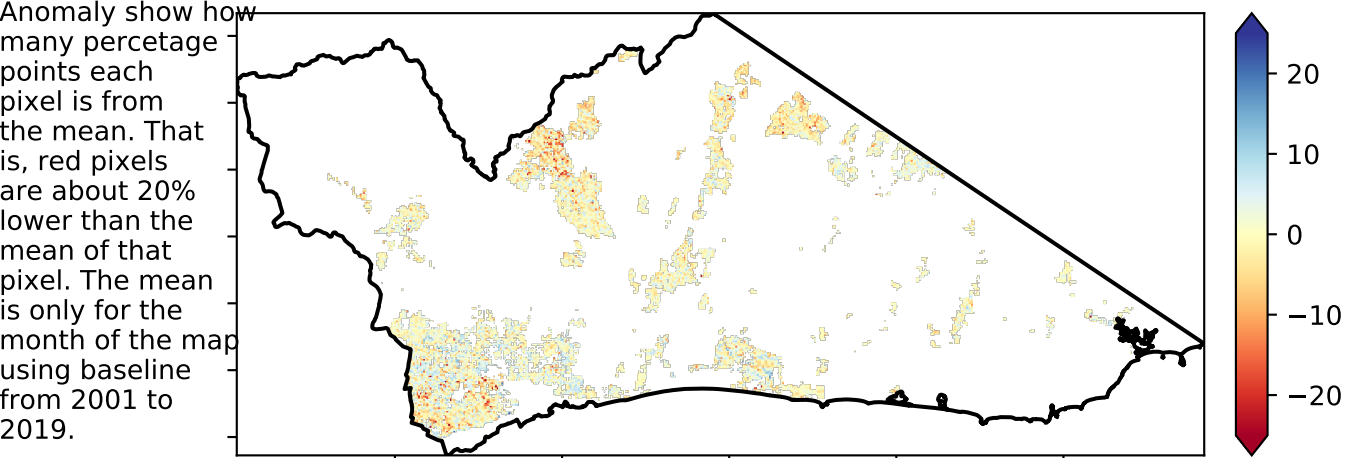 Anomaly show how
many percetage
points each
pixel is from
the mean. That
is, red pixels
are about 20%
lower than the
mean of that
pixel. The mean
is only for the
month of the map
using baseline
from 2001 to
2019.
20
10
0
−10
−20